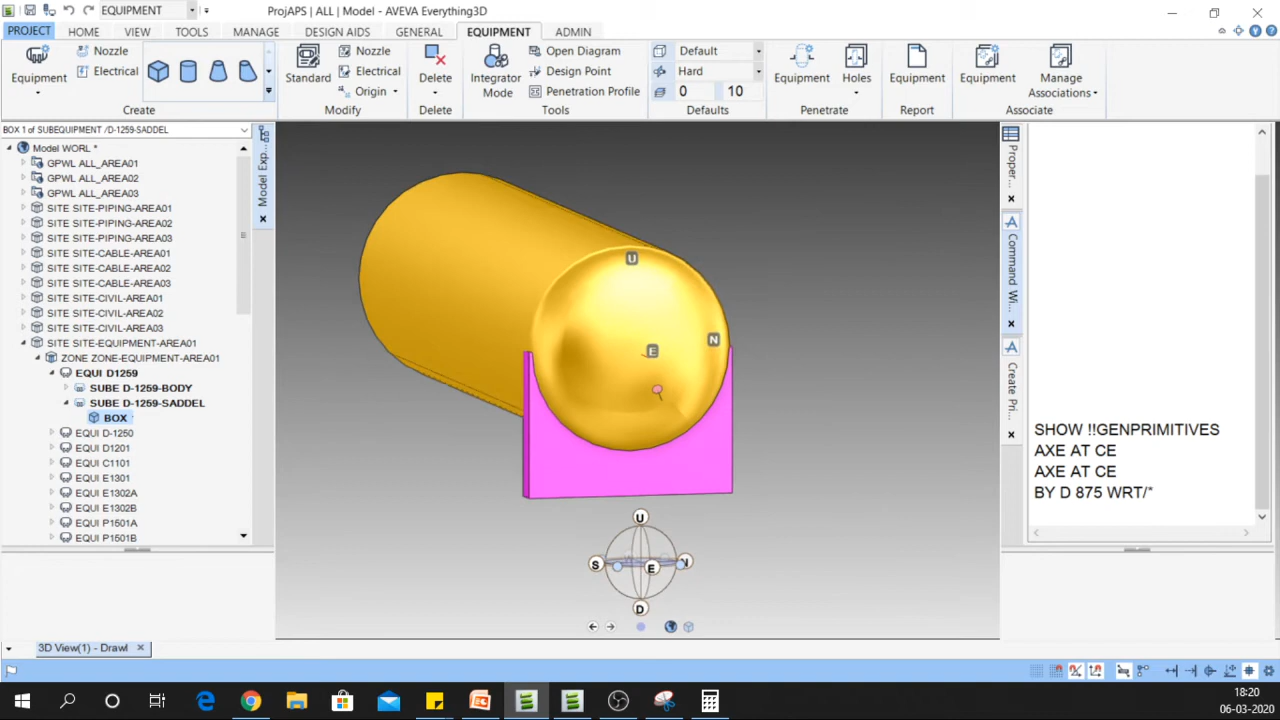 EQUIPMENT
ProjAPS | ALL | Model - AVEVA Everything3D
PROJECT HOME VIEW TOOLS MANAGE DESIGN AIDS GENERAL EQUIPMENT ADMIN
Equipment
Nozzle
Electrical
Create
Standard
Nozzle
Electrical
Origin
Modify
Delete
Delete
Integrator Mode
Open Diagram
Design Point
Penetration Profile
Tools
Default
Hard
0 10
Defaults
Equipment Holes
Penetrate
Equipment
Report
Equipment
Manage Associations
Associate
BOX 1 of SUBEQUIPMENT /D-1259-SADDEL
Model WORL *
GPWL ALL_AREA01
GPWL ALL_AREA02
GPWL ALL_AREA03
SITE SITE-PIPING-AREA01
SITE SITE-PIPING-AREA02
SITE SITE-PIPING-AREA03
SITE SITE-CABLE-AREA01
SITE SITE-CABLE-AREA02
SITE SITE-CABLE-AREA03
SITE SITE-CIVIL-AREA01
SITE SITE-CIVIL-AREA02
SITE SITE-CIVIL-AREA03
SITE SITE-EQUIPMENT-AREA01
ZONE ZONE-EQUIPMENT-AREA01
EQUI D1259
SUBE D-1259-BODY
SUBE D-1259-SADDEL
BOX
EQUI D-1250
EQUI D1201
EQUI C1101
EQUI E1301
EQUI E1302A
EQUI E1302B
EQUI P1501A
EQUI P1501B
Model Exp...
U
N
E
U
S E
D
Proper...
Command Wi...
Create Pri...
SHOW !!GENPRIMITIVES
AXE AT CE
AXE AT CE
BY D 875 WRT/*
3D View(1) - Drawl
18:20
06-03-2020